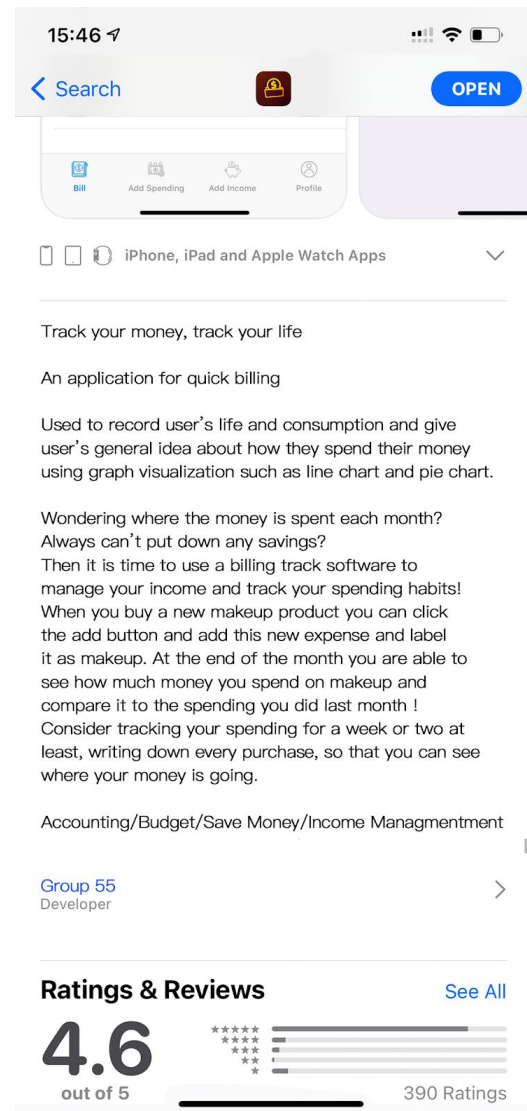 15:46
Search
OPEN
Bill
Add Spending
Add Income
Profile
iPhone, iPad and Apple Watch Apps
Track your money, track your life
An application for quick billing
Used to record user's life and consumption and give
user's general idea about how they spend their money
using graph visualization such as line chart and pie chart.
Wondering where the money is spent each month?
Always can't put down any savings?
Then it is time to use a billing track software to
manage your income and track your spending habits!
When you buy a new makeup product you can click
the add button and add this new expense and label
it as makeup. At the end of the month you are able to
see how much money you spend on makeup and
compare it to the spending you did last month !
Consider tracking your spending for a week or two at
least, writing down every purchase, so that you can see
where your money is going.
Accounting/Budget/Save Money/Income Managmentment
Group 55
Developer
Ratings & Reviews
See All
4.6
out of 5
390 Ratings